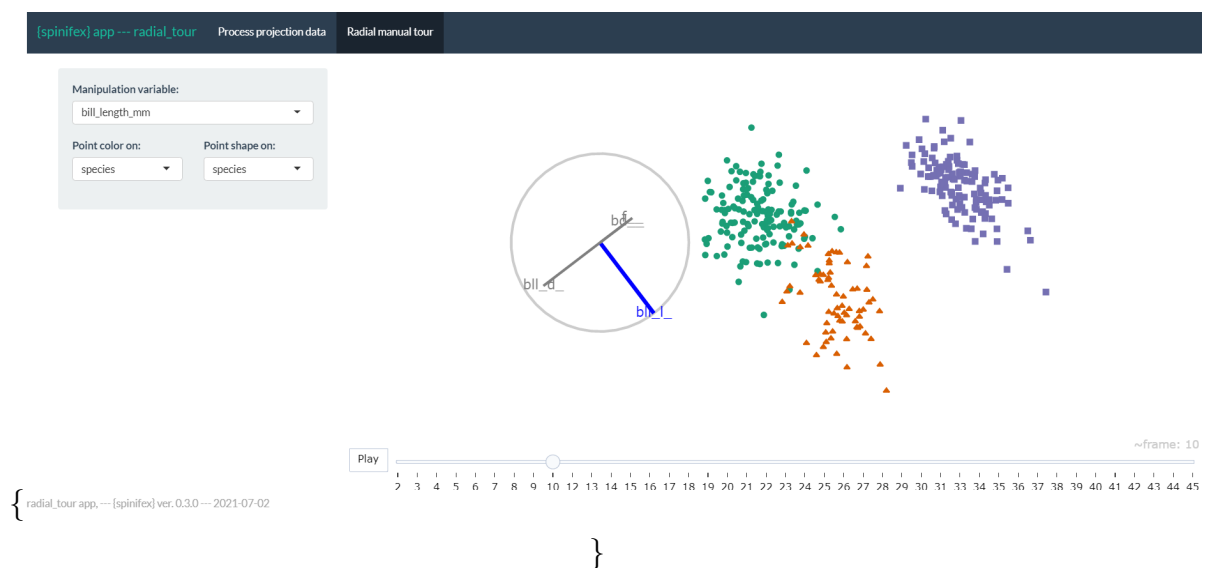 {spinifex} app --- radial_tour Process projection data Radial manual tour
Manipulation variable:
bill_length_mm
Point color on: Point shape on:
species species
bll_d_
bll_l_
~frame: 10
Play
2 3 4 5 6 7 8 9 10 11 12 13 14 15 16 17 18 19 20 21 22 23 24 25 26 27 28 29 30 31 32 33 34 35 36 37 38 39 40 41 42 43 44 45
{
radial_tour app, --- {spinifex} ver. 0.3.0 --- 2021-07-02
}